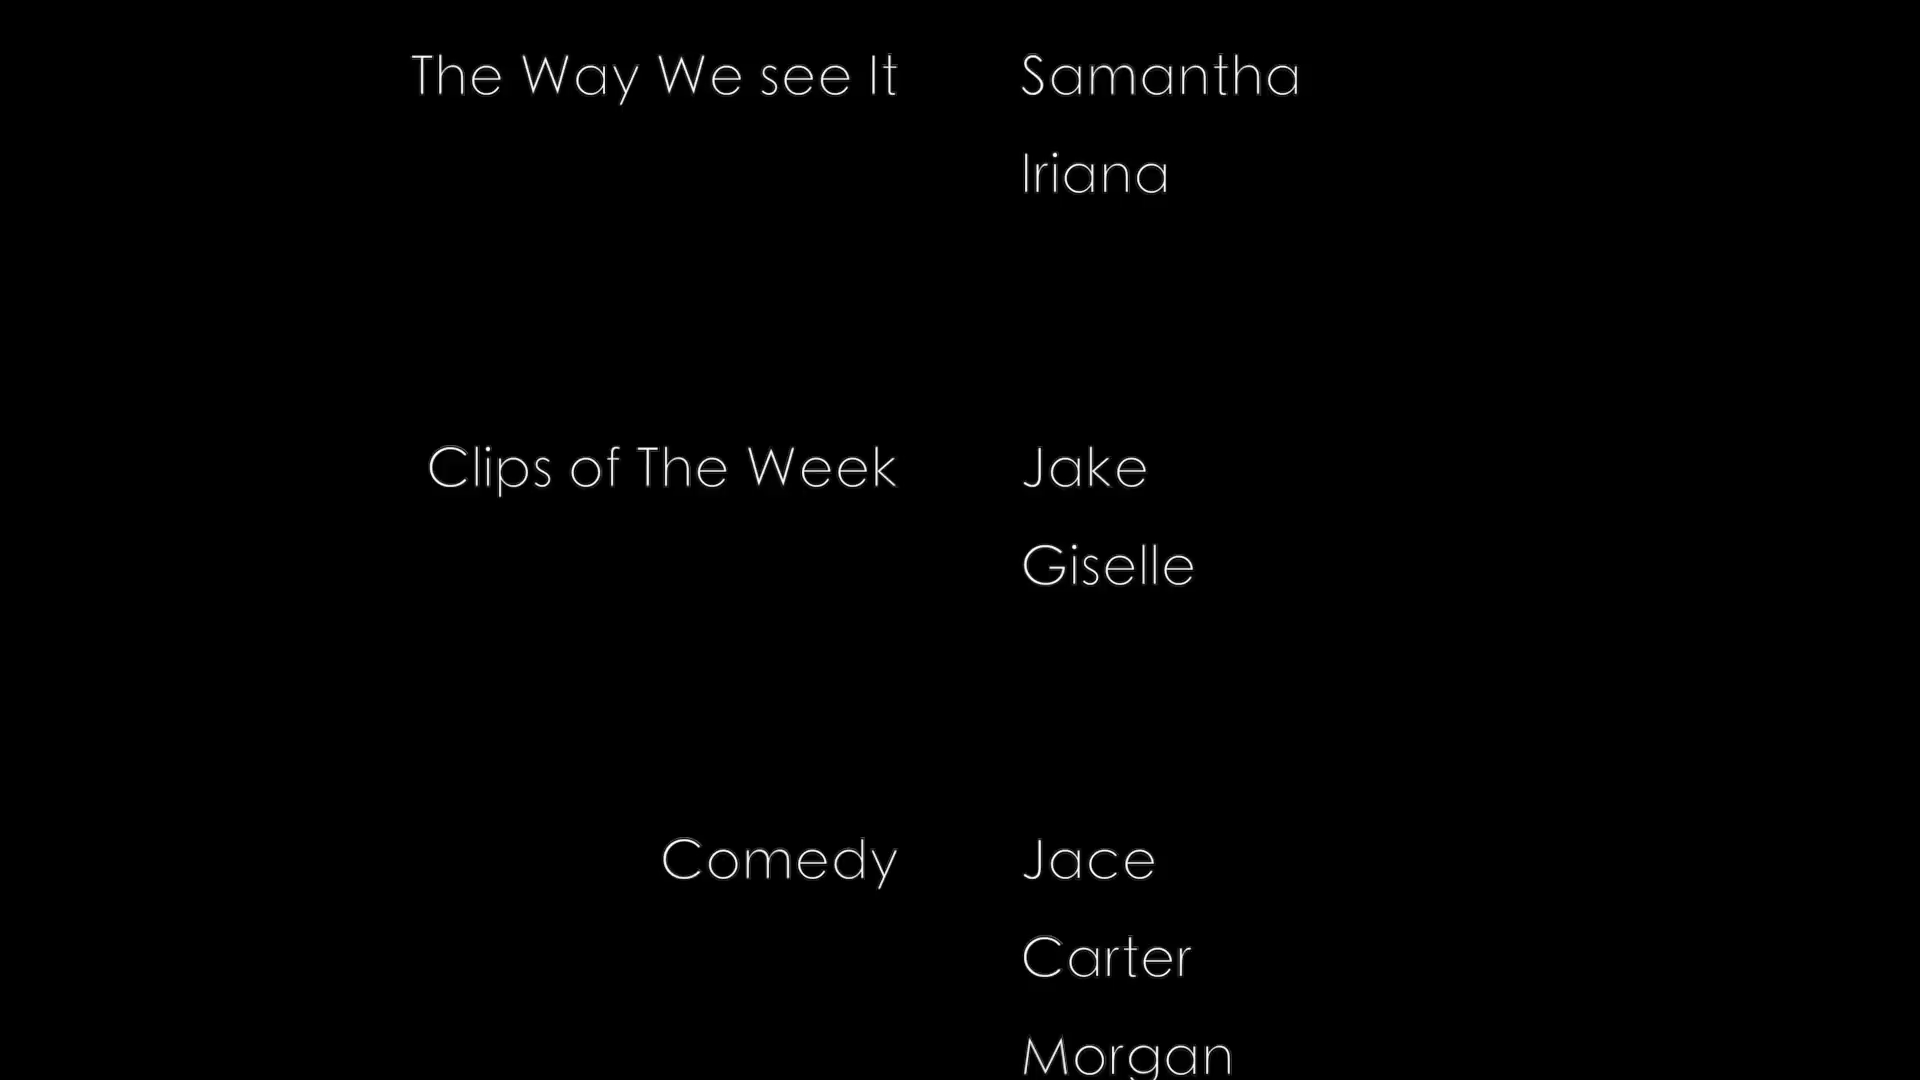 The Way We see It Samantha
Iriana
Clips of The Week Jake
Giselle
Comedy Jace
Carter
Morgan